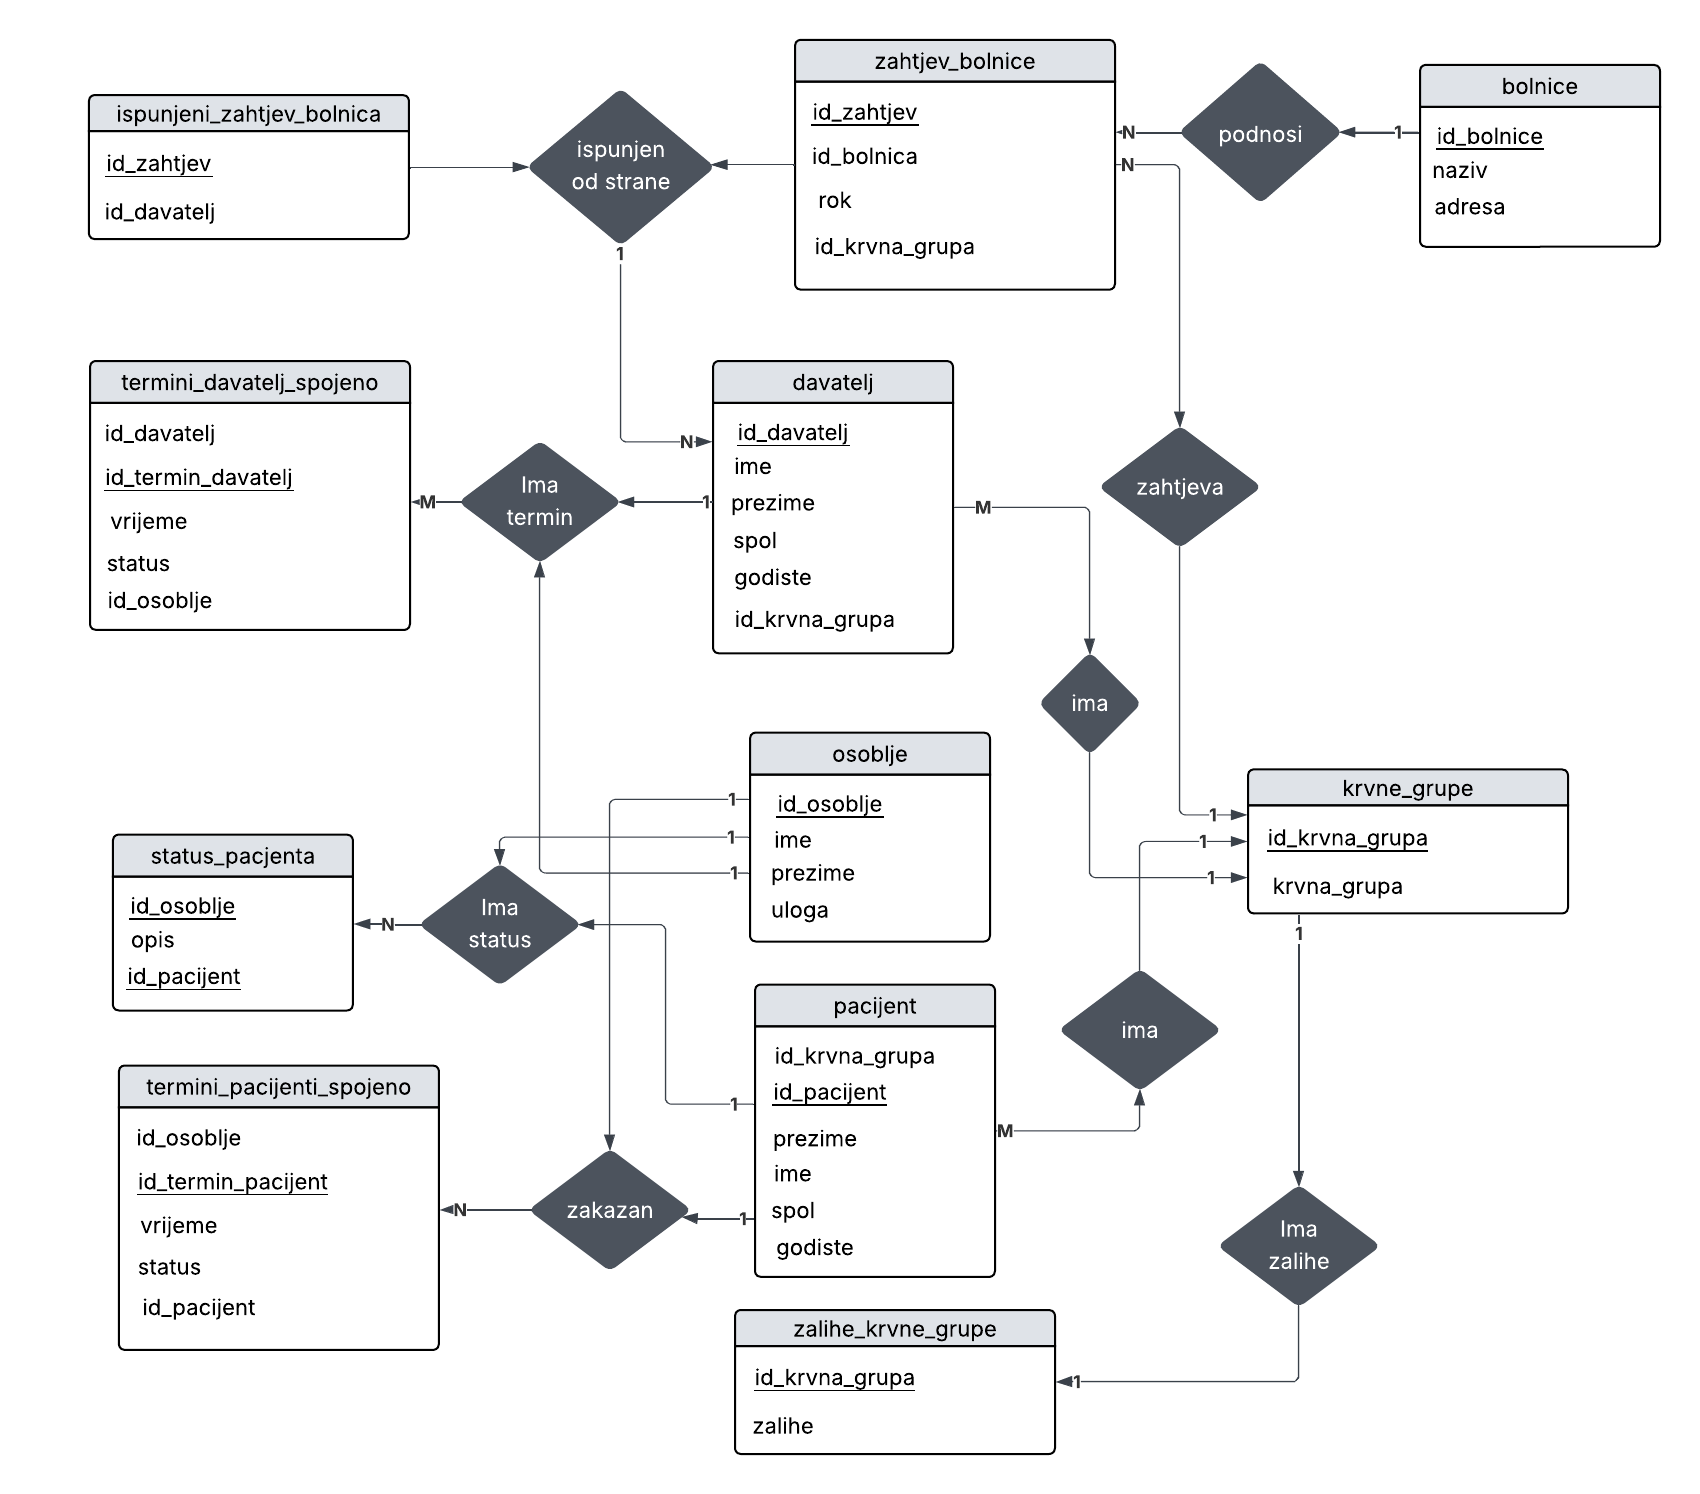 zahtjev_bolnice
id_zahtjev
id_bolnica
rok
id_krvna_grupa
bolnice
id_bolnice
naziv
adresa
podnosi
N
1
N
ispunjeni_zahtjev_bolnica
id_zahtjev
id_davatelj
ispunjen
od strane
1
N
termini_davatelj_spojeno
id_davatelj
id_termin_davatelj
vrijeme
status
id_osoblje
Ima
termin
M
1
davatelj
id_davatelj
ime
prezime
spol
godiste
id_krvna_grupa
M
zahtjeva
ima
osoblje
id_osoblje
ime
prezime
uloga
1
1
1
krvne_grupe
id_krvna_grupa
krvna_grupa
1
1
1
1
status_pacjenta
id_osoblje
opis
id_pacijent
N
Ima
status
pacijent
id_krvna_grupa
id_pacijent
prezime
ime
spol
godiste
1
M
1
ima
termini_pacijenti_spojeno
id_osoblje
id_termin_pacijent
vrijeme
status
id_pacijent
N
zakazan
Ima
zalihe
zalihe_krvne_grupe
id_krvna_grupa
zalihe
1